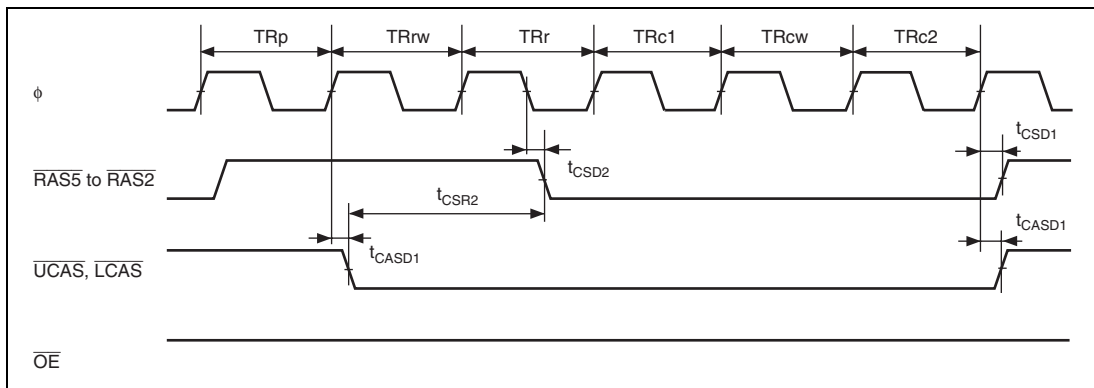 TRp TRrw TRr TRc1 TRcw TRc2
ϕ
tCSD1
RAS5 to RAS2
tCSD2
tCSR2
tCASD1
tCASD1
UCAS, LCAS
OE